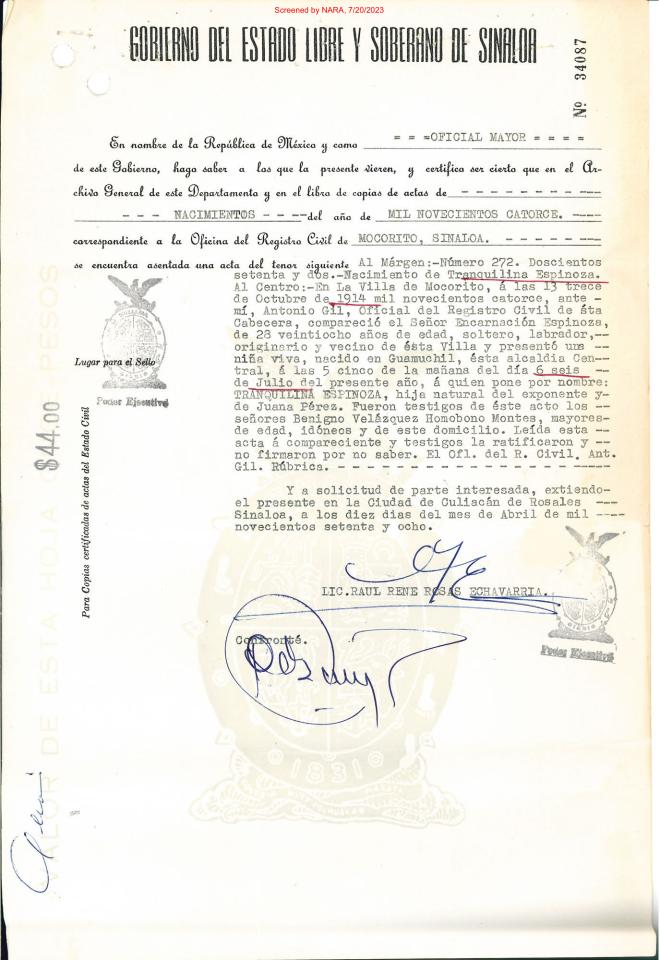 Screened by NARA, 7/20/2023
GOBIERNO DEL ESTADO LIBRE Y SOBERANO DE SINALOA
Nº 34087
En nombre de la República de México y como = = =OFICIAL MAYOR = = = =
de este Gobierno, hago saber a los que la presente vieren, y certifico ser cierto que en el Ar-
chivo General de este Departamento y en el libro de copias de actas de - - - - - - - - - ---
- - - NACIMIENTOS - - - --del año de MIL NOVECIENTOS CATORCE. ----
correspondiente a la Oficina del Registro Civil de MOCORITO, SINALOA. - - - - - - --
se encuentra asentada una acta del tenor siguiente Al Márgen:-Número 272. Doscientos
setenta y dos.-Nacimiento de Tranquilina Espinoza.
Al Centro:-En La Villa de Mocorito, á las 13 trece
de Octubre de 1914 mil novecientos catorce, ante -
mí, Antonio Gil, Oficial del Registro Civil de ésta
Cabecera, compareció el Señor Encarnación Espinoza,
de 28 veintiocho años de edad, soltero, labrador,--
originario y vecino de ésta Villa y presentó una --
niña viva, nacido en Guamuchil, ésta alcaldia Cen--
tral, á las 5 cinco de la mañana del día 6 seis --
de Julio del presente año, á quien pone por nombre:
TRANQUILINA ESPINOZA, hija natural del exponente y-
de Juana Pérez. Fueron testigos de éste acto los --
señores Benigno Velázquez Homobono Montes, mayores-
de edad, idóneos y de este domicilio. Leída esta --
acta á compareciente y testigos la ratificaron y --
no firmaron por no saber. El Ofl. del R. Civil. Ant.
Gil. Rúbrica. - - - - - - - - - - - - - - - - ----
Lugar para el Sello
Poder Ejecutivo
$44.00
VALOR DE ESTA HOJA PESOS
Para Copias certificadas de actas del Estado Civil
Y a solicitud de parte interesada, extiendo-
el presente en la Ciudad de Culiacán de Rosales ---
Sinaloa, a los diez dias del mes de Abril de mil ----
novecientos setenta y ocho.
LIC.RAUL RENE ROSAS ECHAVARRIA.
Confronté.
Poder Ejecutivo
1831